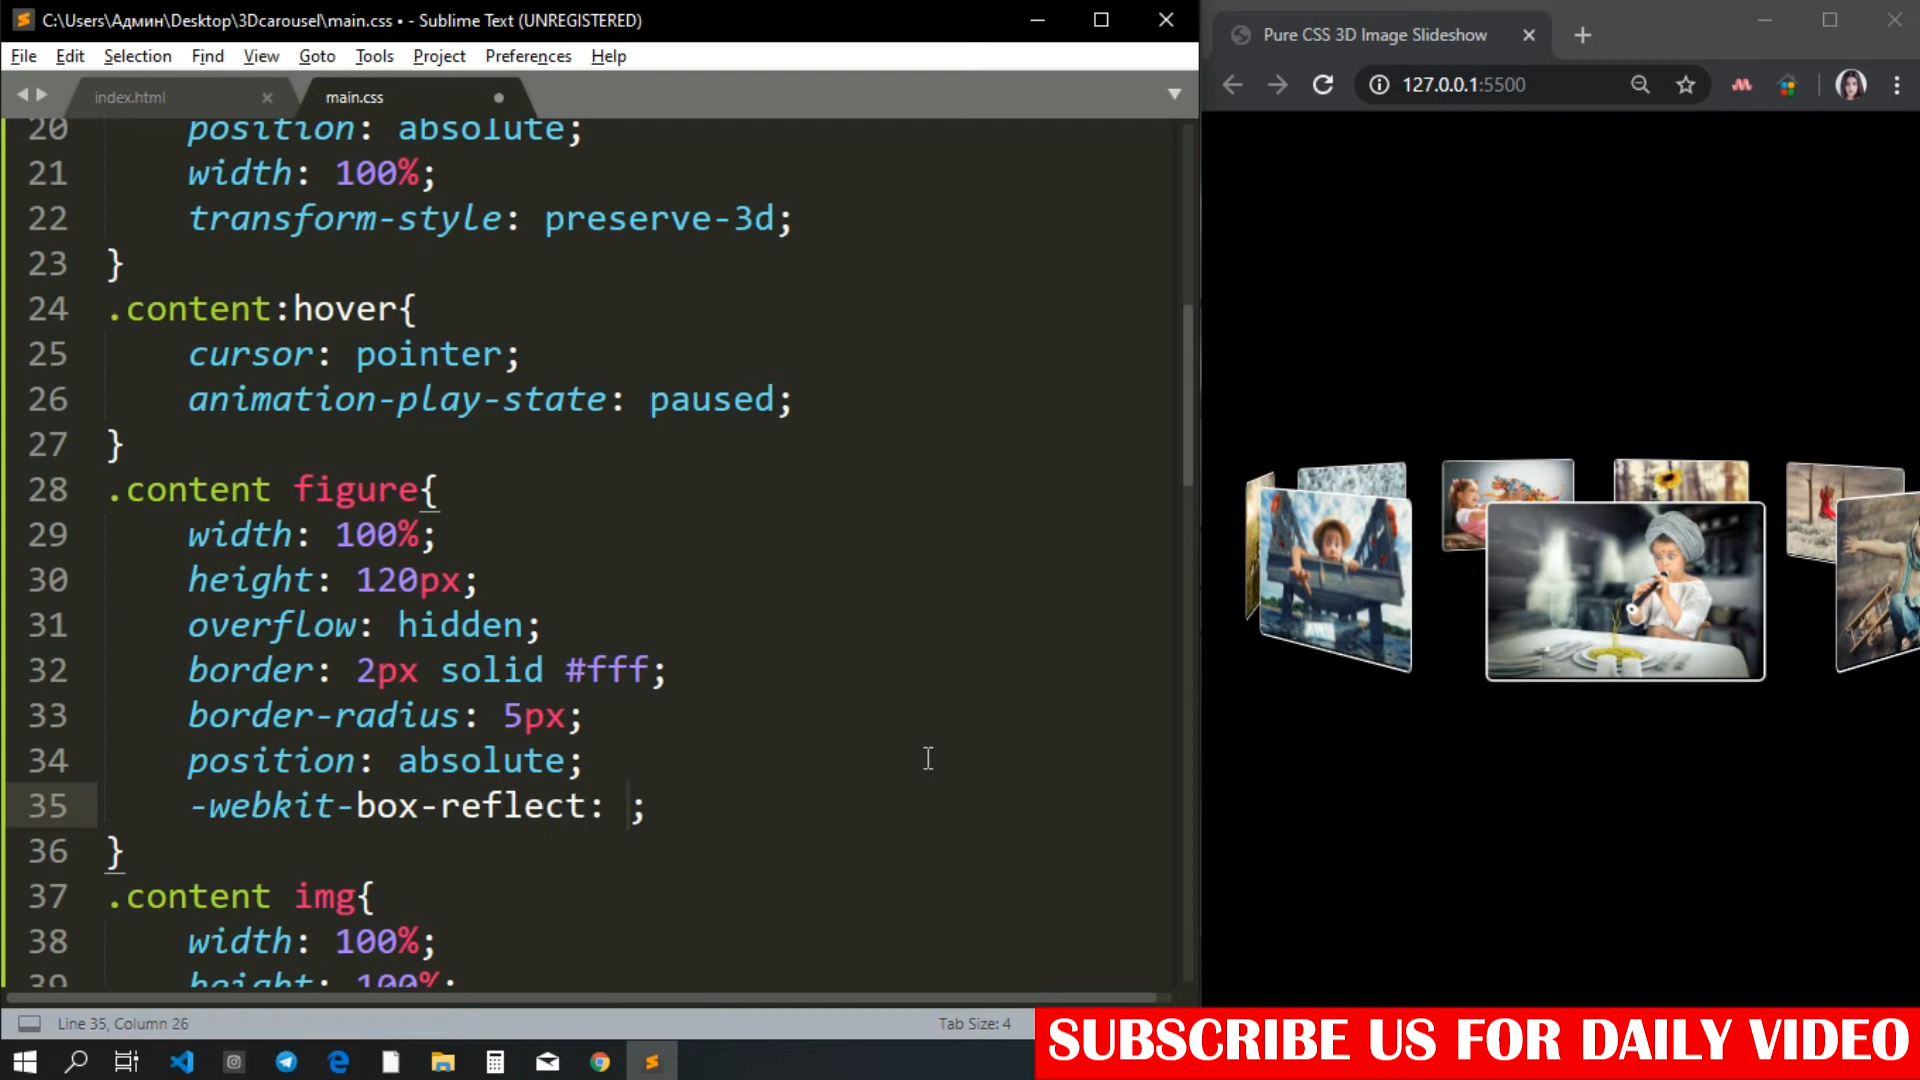 C:\Users\Админ\Desktop\3Dcarousel\main.css • - Sublime Text (UNREGISTERED)
File Edit Selection Find View Goto Tools Project Preferences Help
index.html main.css
20 position: absolute;
21 width: 100%;
22 transform-style: preserve-3d;
23 }
24 .content:hover{
25 cursor: pointer;
26 animation-play-state: paused;
27 }
28 .content figure{
29 width: 100%;
30 height: 120px;
31 overflow: hidden;
32 border: 2px solid #fff;
33 border-radius: 5px;
34 position: absolute;
35 -webkit-box-reflect: ;
36 }
37 .content img{
38 width: 100%;
39 height: 100%;
Line 35, Column 26
Tab Size: 4
Pure CSS 3D Image Slideshow
127.0.0.1:5500
SUBSCRIBE US FOR DAILY VIDEO